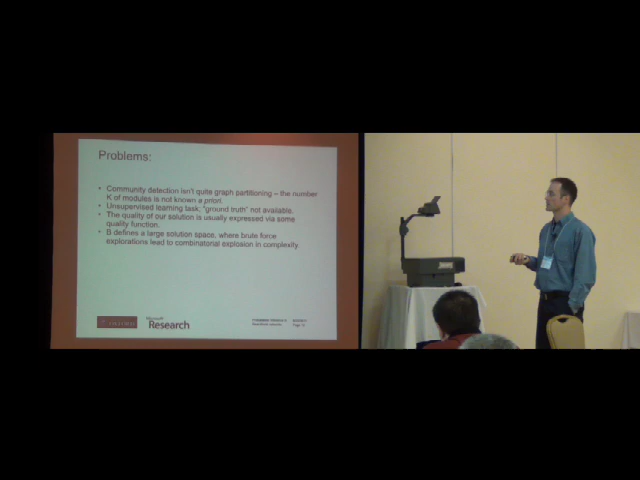 Problems:
• Community detection isn't quite graph partitioning – the number
K of modules is not known a priori.
• Unsupervised learning task; "ground truth" not available.
• The quality of our solution is usually expressed via some
quality function.
• B defines a large solution space, where brute force
explorations lead to combinatorial explosion in complexity.
Microsoft
Research